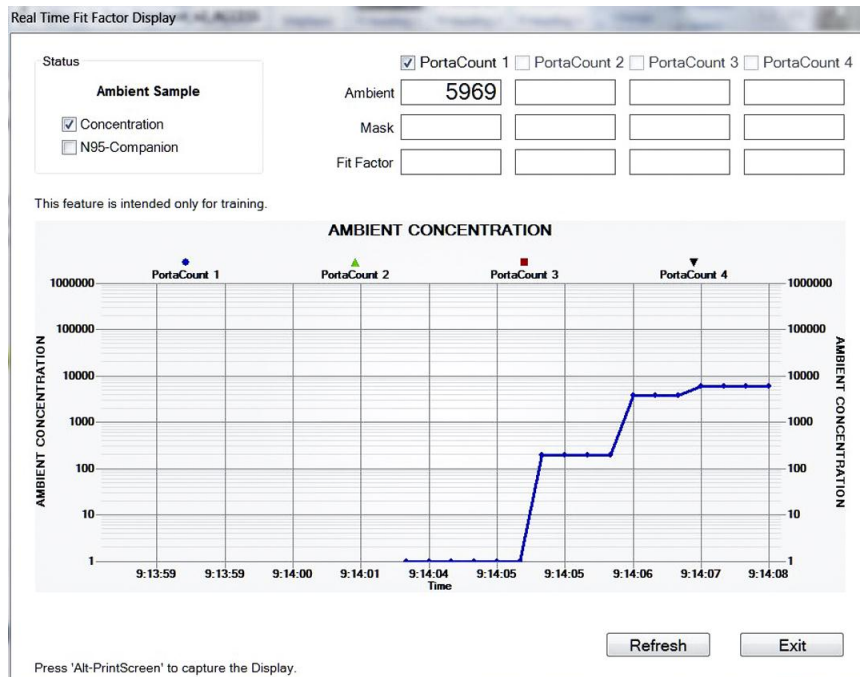 Real Time Fit Factor Display
Status
Ambient Sample
Concentration
N95-Companion
PortaCount 1 PortaCount 2 PortaCount 3 PortaCount 4
Ambient 5969
Mask
Fit Factor
This feature is intended only for training.
AMBIENT CONCENTRATION
PortaCount 1 PortaCount 2 PortaCount 3 PortaCount 4
1000000 1000000
100000 100000
10000 10000
1000 1000
100 100
10 10
1 1
AMBIENT CONCENTRATION
AMBIENT CONCENTRATION
9:13:59 9:13:59 9:14:00 9:14:01 9:14:04 9:14:05 9:14:05 9:14:06 9:14:07 9:14:08
Time
Refresh Exit
Press 'Alt-PrintScreen' to capture the Display.